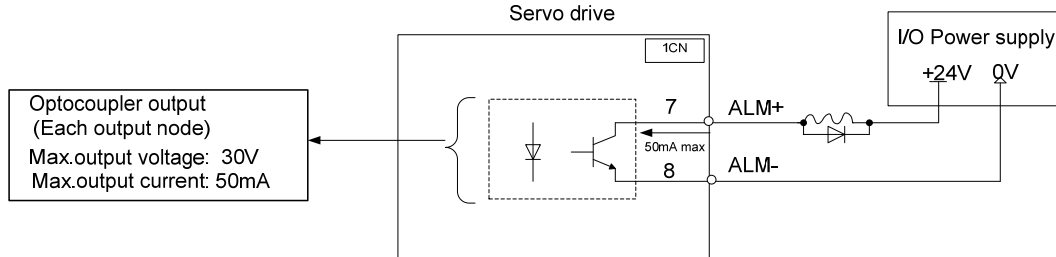 Servo drive
1CN
I/O Power supply
+24V 0V
Optocoupler output
(Each output node)
Max.output voltage: 30V
Max.output current: 50mA
7 ALM+
50mA max
8 ALM-